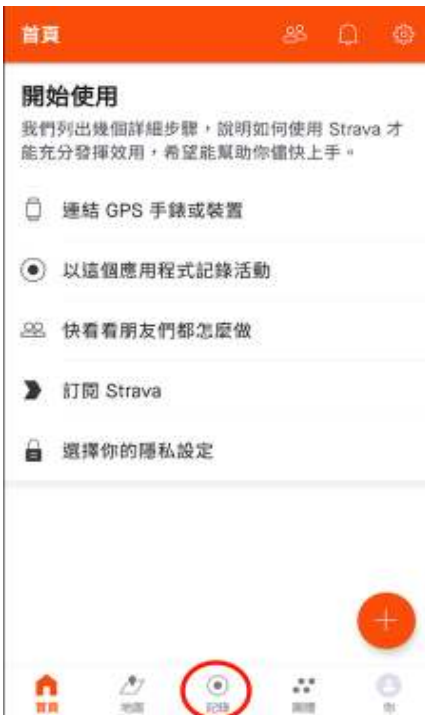 首頁
開始使用
我們列出幾個詳細步驟，說明如何使用 Strava 才
能充分發揮效用，希望能幫助你儘快上手。
連結 GPS 手錶或裝置
以這個應用程式記錄活動
快看看朋友們都怎麼做
訂閱 Strava
選擇你的隱私設定
首頁 地圖 記錄 團體 你